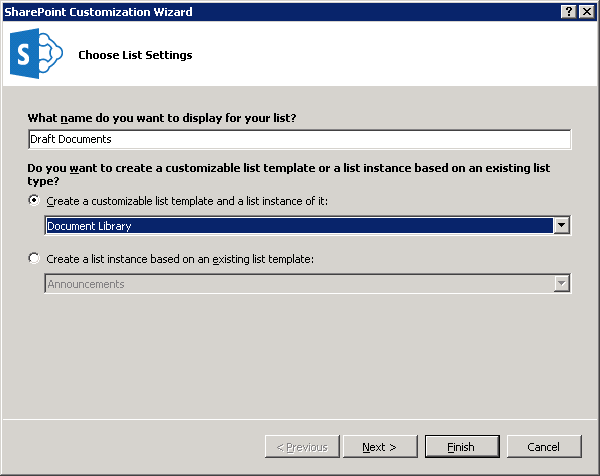 SharePoint Customization Wizard
S
Choose List Settings
What name do you want to display for your list?
Draft Documents
Do you want to create a customizable list template or a list instance based on an existing list
type?
Create a customizable list template and a list instance of it:
Document Library
Create a list instance based on an existing list template:
Announcements
< Previous
Next >
Finish
Cancel